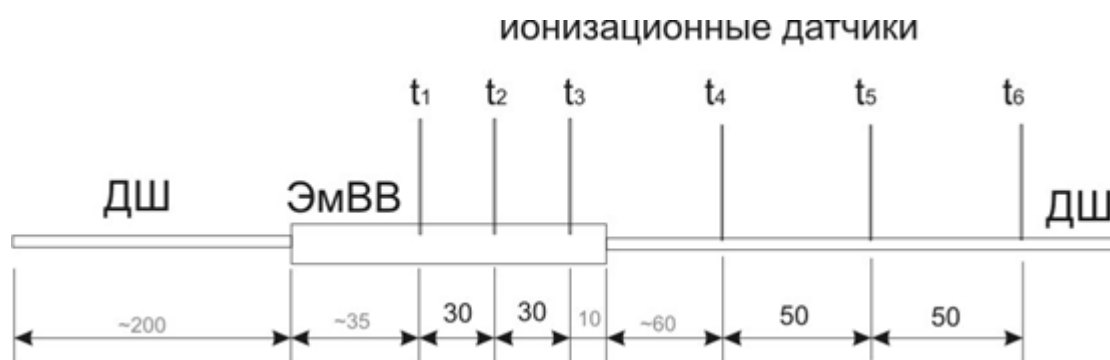 ионизационные датчики
t1 t2 t3 t4 t5 t6
ДШ ЭмВВ ДШ
~200 ~35 30 30 10 ~60 50 50